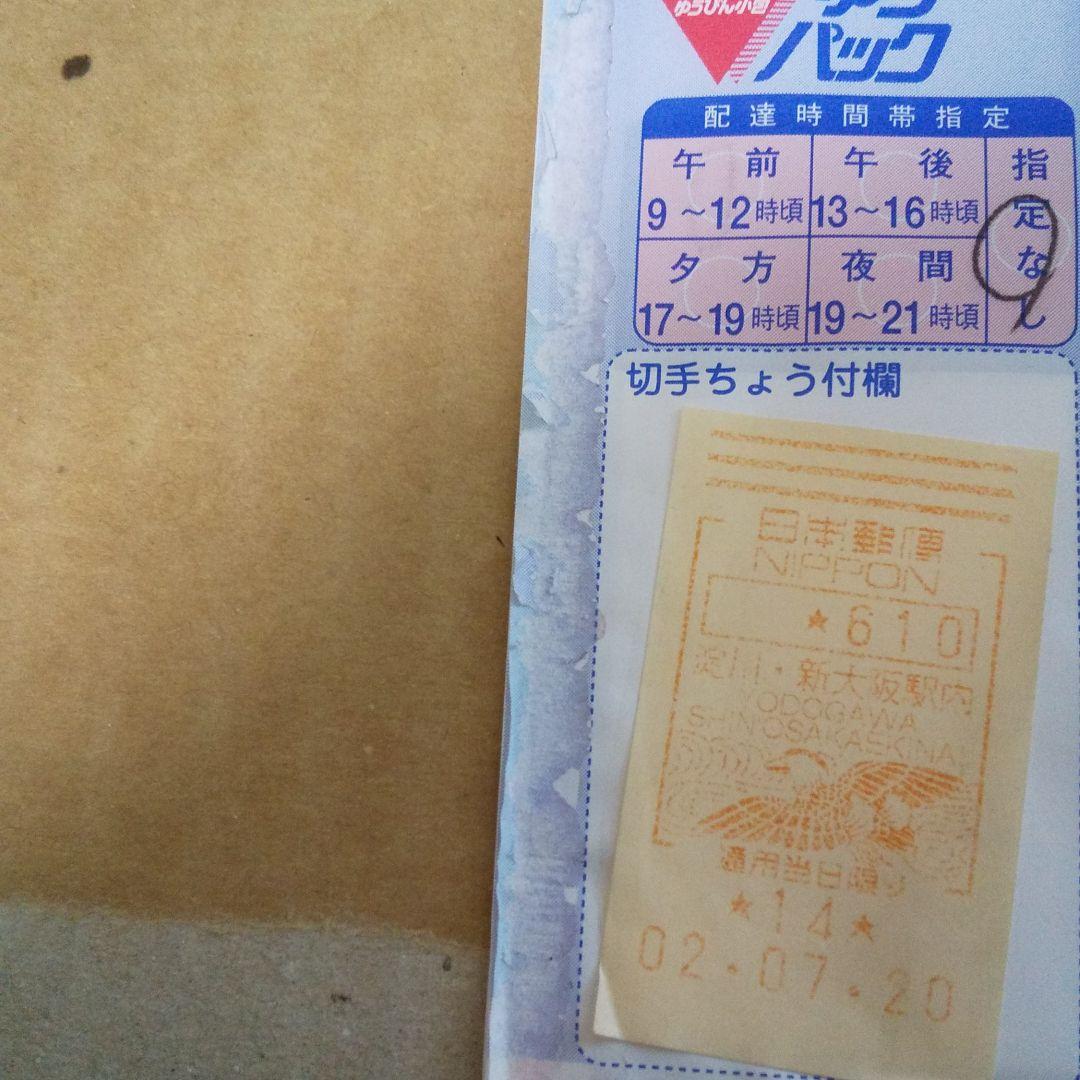 ゆうびん小包
ゆう
パック
配達時間帯指定
午前
9～12時頃
午後
13～16時頃
指定なし
夕方
17～19時頃
夜間
19～21時頃
切手ちょう付欄
日本郵便
NIPPON
★610
淀川・新大阪駅内
YODOGAWA
SHIN'OSAKAEKINAI
通用当日限り
★14★
02.07.20